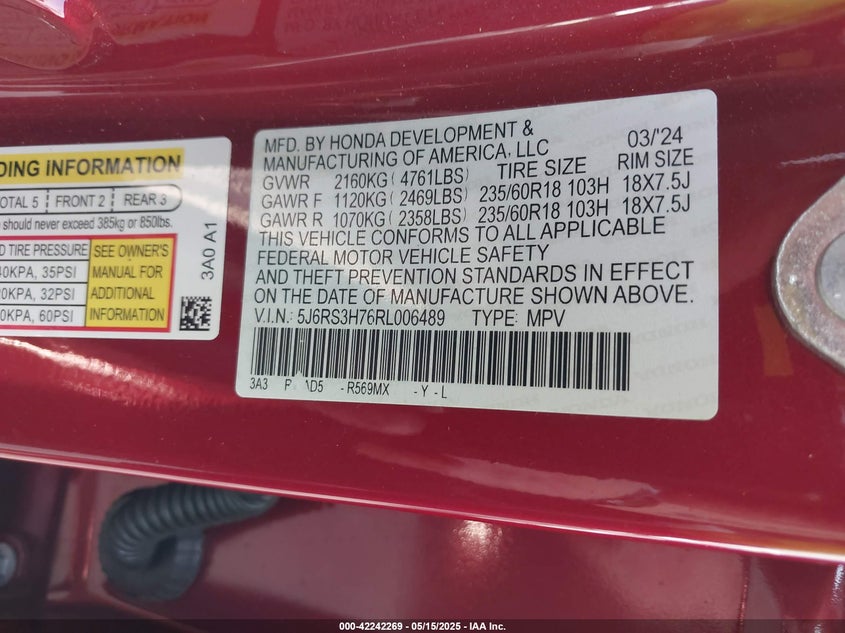 DING INFORMATION
OTAL 5 FRONT 2 REAR 3
should never exceed 385kg or 850lbs.
D TIRE PRESSURE
40KPA, 35PSI
20KPA, 32PSI
0KPA, 60PSI
SEE OWNER'S
MANUAL FOR
ADDITIONAL
INFORMATION
3A0 A1
MFD. BY HONDA DEVELOPMENT & 03/'24
MANUFACTURING OF AMERICA, LLC
GVWR 2160KG ( 4761LBS) TIRE SIZE RIM SIZE
GAWR F 1120KG ( 2469LBS) 235/60R18 103H 18X7.5J
GAWR R 1070KG ( 2358LBS) 235/60R18 103H 18X7.5J
THIS VEHICLE CONFORMS TO ALL APPLICABLE
FEDERAL MOTOR VEHICLE SAFETY
AND THEFT PREVENTION STANDARDS IN EFFECT
ON THE DATE OF MANUFACTURE SHOWN ABOVE.
V.I.N.: 5J6RS3H76RL006489 TYPE: MPV
3A3 - R569MX - Y - L
000-42242269 - 05/15/2025 - IAA Inc.